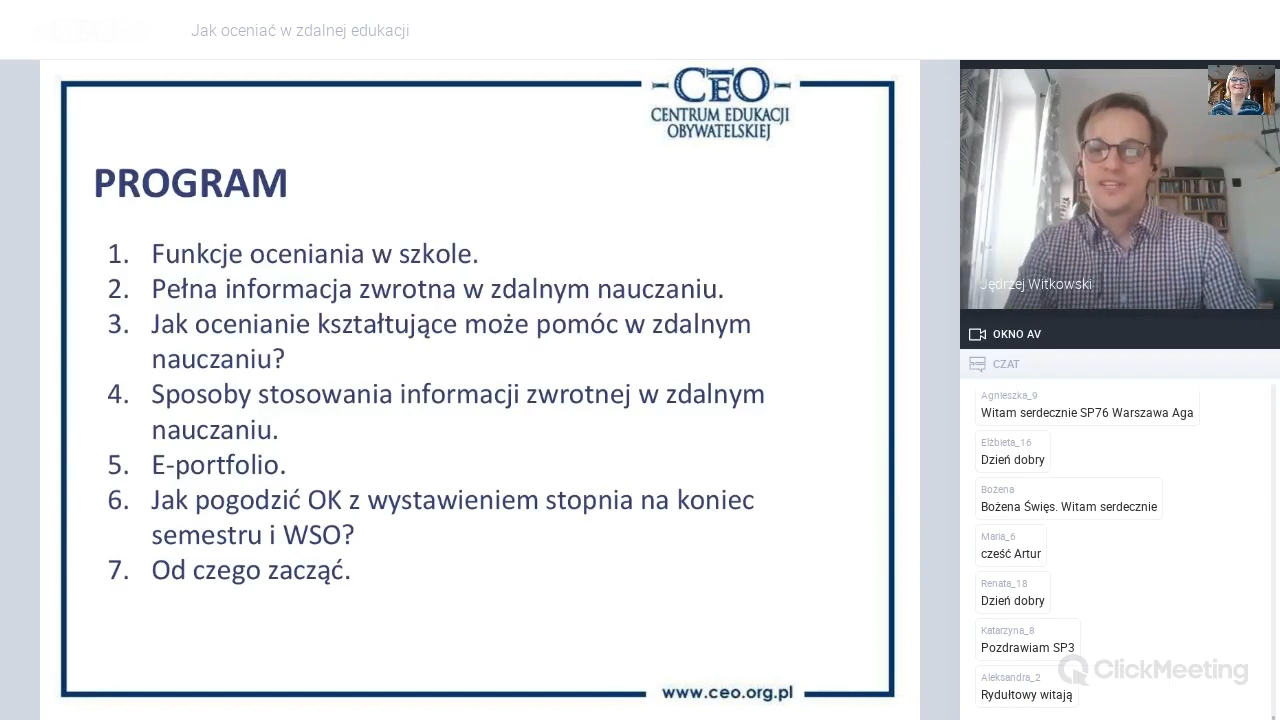 Jak oceniać w zdalnej edukacji
CEO
CENTRUM EDUKACJI
OBYWATELSKIEJ
PROGRAM
1. Funkcje oceniania w szkole.
2. Pełna informacja zwrotna w zdalnym nauczaniu.
3. Jak ocenianie kształtujące może pomóc w zdalnym
nauczaniu?
4. Sposoby stosowania informacji zwrotnej w zdalnym
nauczaniu.
5. E-portfolio.
6. Jak pogodzić OK z wystawieniem stopnia na koniec
semestru i WSO?
7. Od czego zacząć.
www.ceo.org.pl
Jędrzej Witkowski
OKNO AV
CZAT
Agnieszka_9
Witam serdecznie SP76 Warszawa Aga
Elżbieta_16
Dzień dobry
Bożena
Bożena Święs. Witam serdecznie
Maria_6
cześć Artur
Renata_18
Dzień dobry
Katarzyna_8
Pozdrawiam SP3
Aleksandra_2
Rydułtowy witają
ClickMeeting